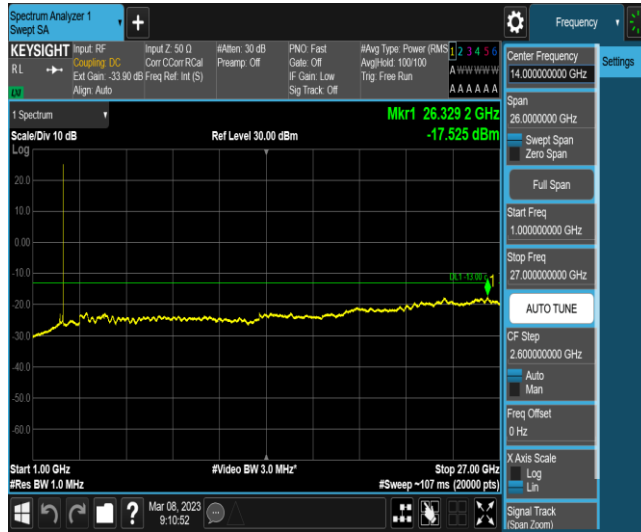 Spectrum Analyzer 1
Swept SA
Frequency
KEYSIGHT
RL
LXI
Input: RF
Coupling: DC
Ext Gain: -33.90 dB
Align: Auto
Input Z: 50 Ω
Corr CCorr RCal
Freq Ref: Int (S)
#Atten: 30 dB
Preamp: Off
PNO: Fast
Gate: Off
IF Gain: Low
Sig Track: Off
#Avg Type: Power (RMS
Avg|Hold: 100/100
Trig: Free Run
1 2 3 4 5 6
A W W W W W
A A A A A A
1 Spectrum
Scale/Div 10 dB
Ref Level 30.00 dBm
Mkr1 26.329 2 GHz
-17.525 dBm
Log
20.0
10.0
0.00
-10.0
-20.0
-30.0
-40.0
-50.0
-60.0
DL1 -13.00
1
Start 1.00 GHz
#Res BW 1.0 MHz
#Video BW 3.0 MHz*
Stop 27.00 GHz
#Sweep ~107 ms (20000 pts)
Mar 08, 2023
9:10:52
Center Frequency
14.000000000 GHz
Span
26.0000000 GHz
Swept Span
Zero Span
Full Span
Start Freq
1.000000000 GHz
Stop Freq
27.000000000 GHz
AUTO TUNE
CF Step
2.600000000 GHz
Auto
Man
Freq Offset
0 Hz
X Axis Scale
Log
Lin
Signal Track
(Span Zoom)
Settings